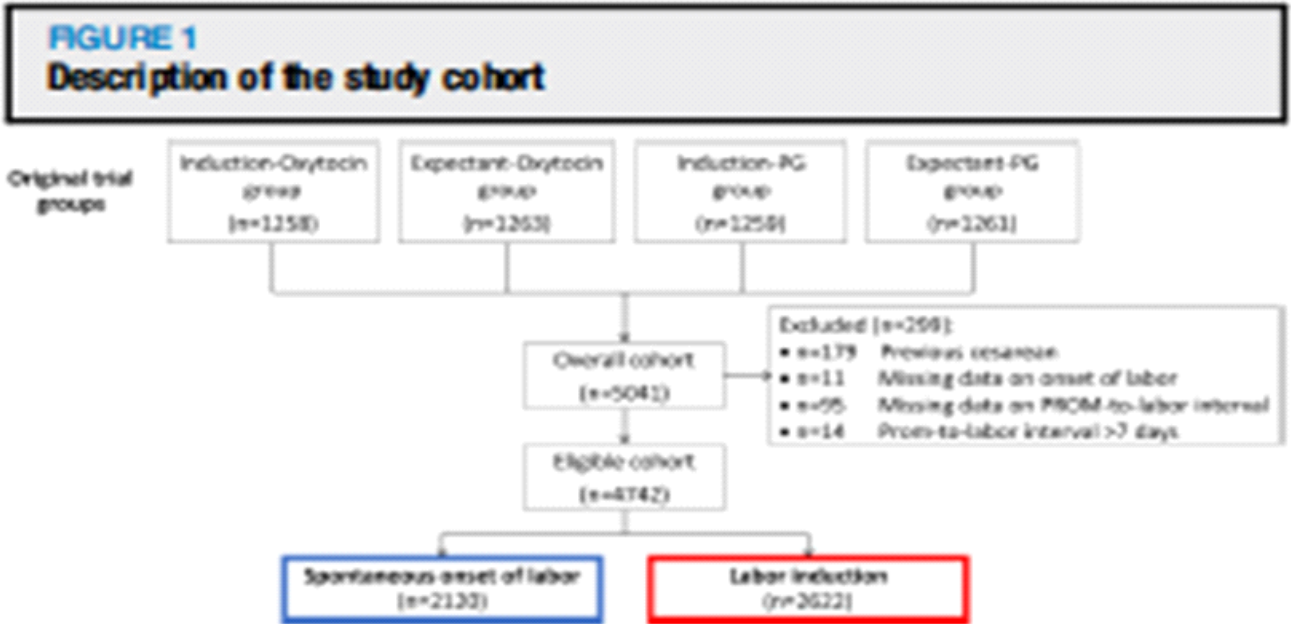 FIGURE 1
Description of the study cohort
Original trial
groups
Induction-Oxytocin
group
(n=1258)
Expectant-Oxytocin
group
(n=1263)
Induction-PG
group
(n=1259)
Expectant-PG
group
(n=1261)
Overall cohort
(n=5041)
Excluded (n=299):
• n=179 Previous cesarean
• n=11 Missing data on onset of labor
• n=95 Missing data on PROM-to-labor interval
• n=14 Prom-to-labor interval >7 days
Eligible cohort
(n=4742)
Spontaneous onset of labor
(n=2120)
Labor induction
(n=2622)